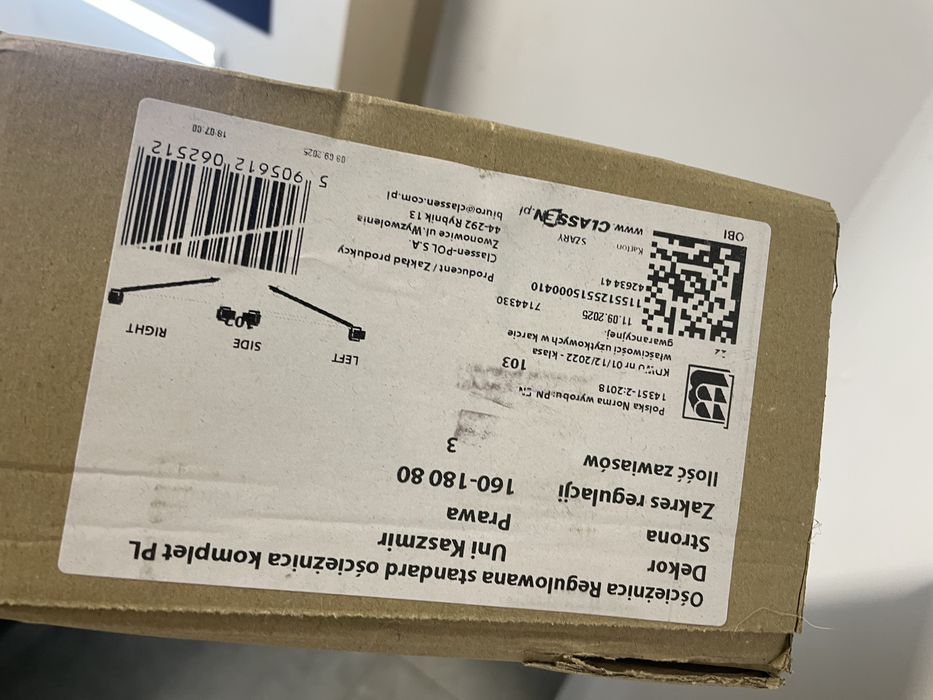 Ościeżnica Regulowana standard ościeżnica komplet PL
Dekor Uni Kaszmir
Strona Prawa
Zakres regulacji 160-180 80
Ilość zawiasów 3
Polska Norma wyrobu:PN EN
14351-2:2018
nr 01/12/2022 - klasa 103
właściwości użytkowych w karcie
gwarancyjnej.
11.09.2025 7144330
1155125515000410
4263441
Karton SZARY
OBI www.CLASSEN.pl
LEFT
SIDE
RIGHT
Producent / Zakład produkcy
Classen-POL S.A.
Zwonowice ul.Wyzwolenia
44-292 Rybnik 13
biuro@classen.com.pl
5 905612 062512
09.09.2025 18:07:00